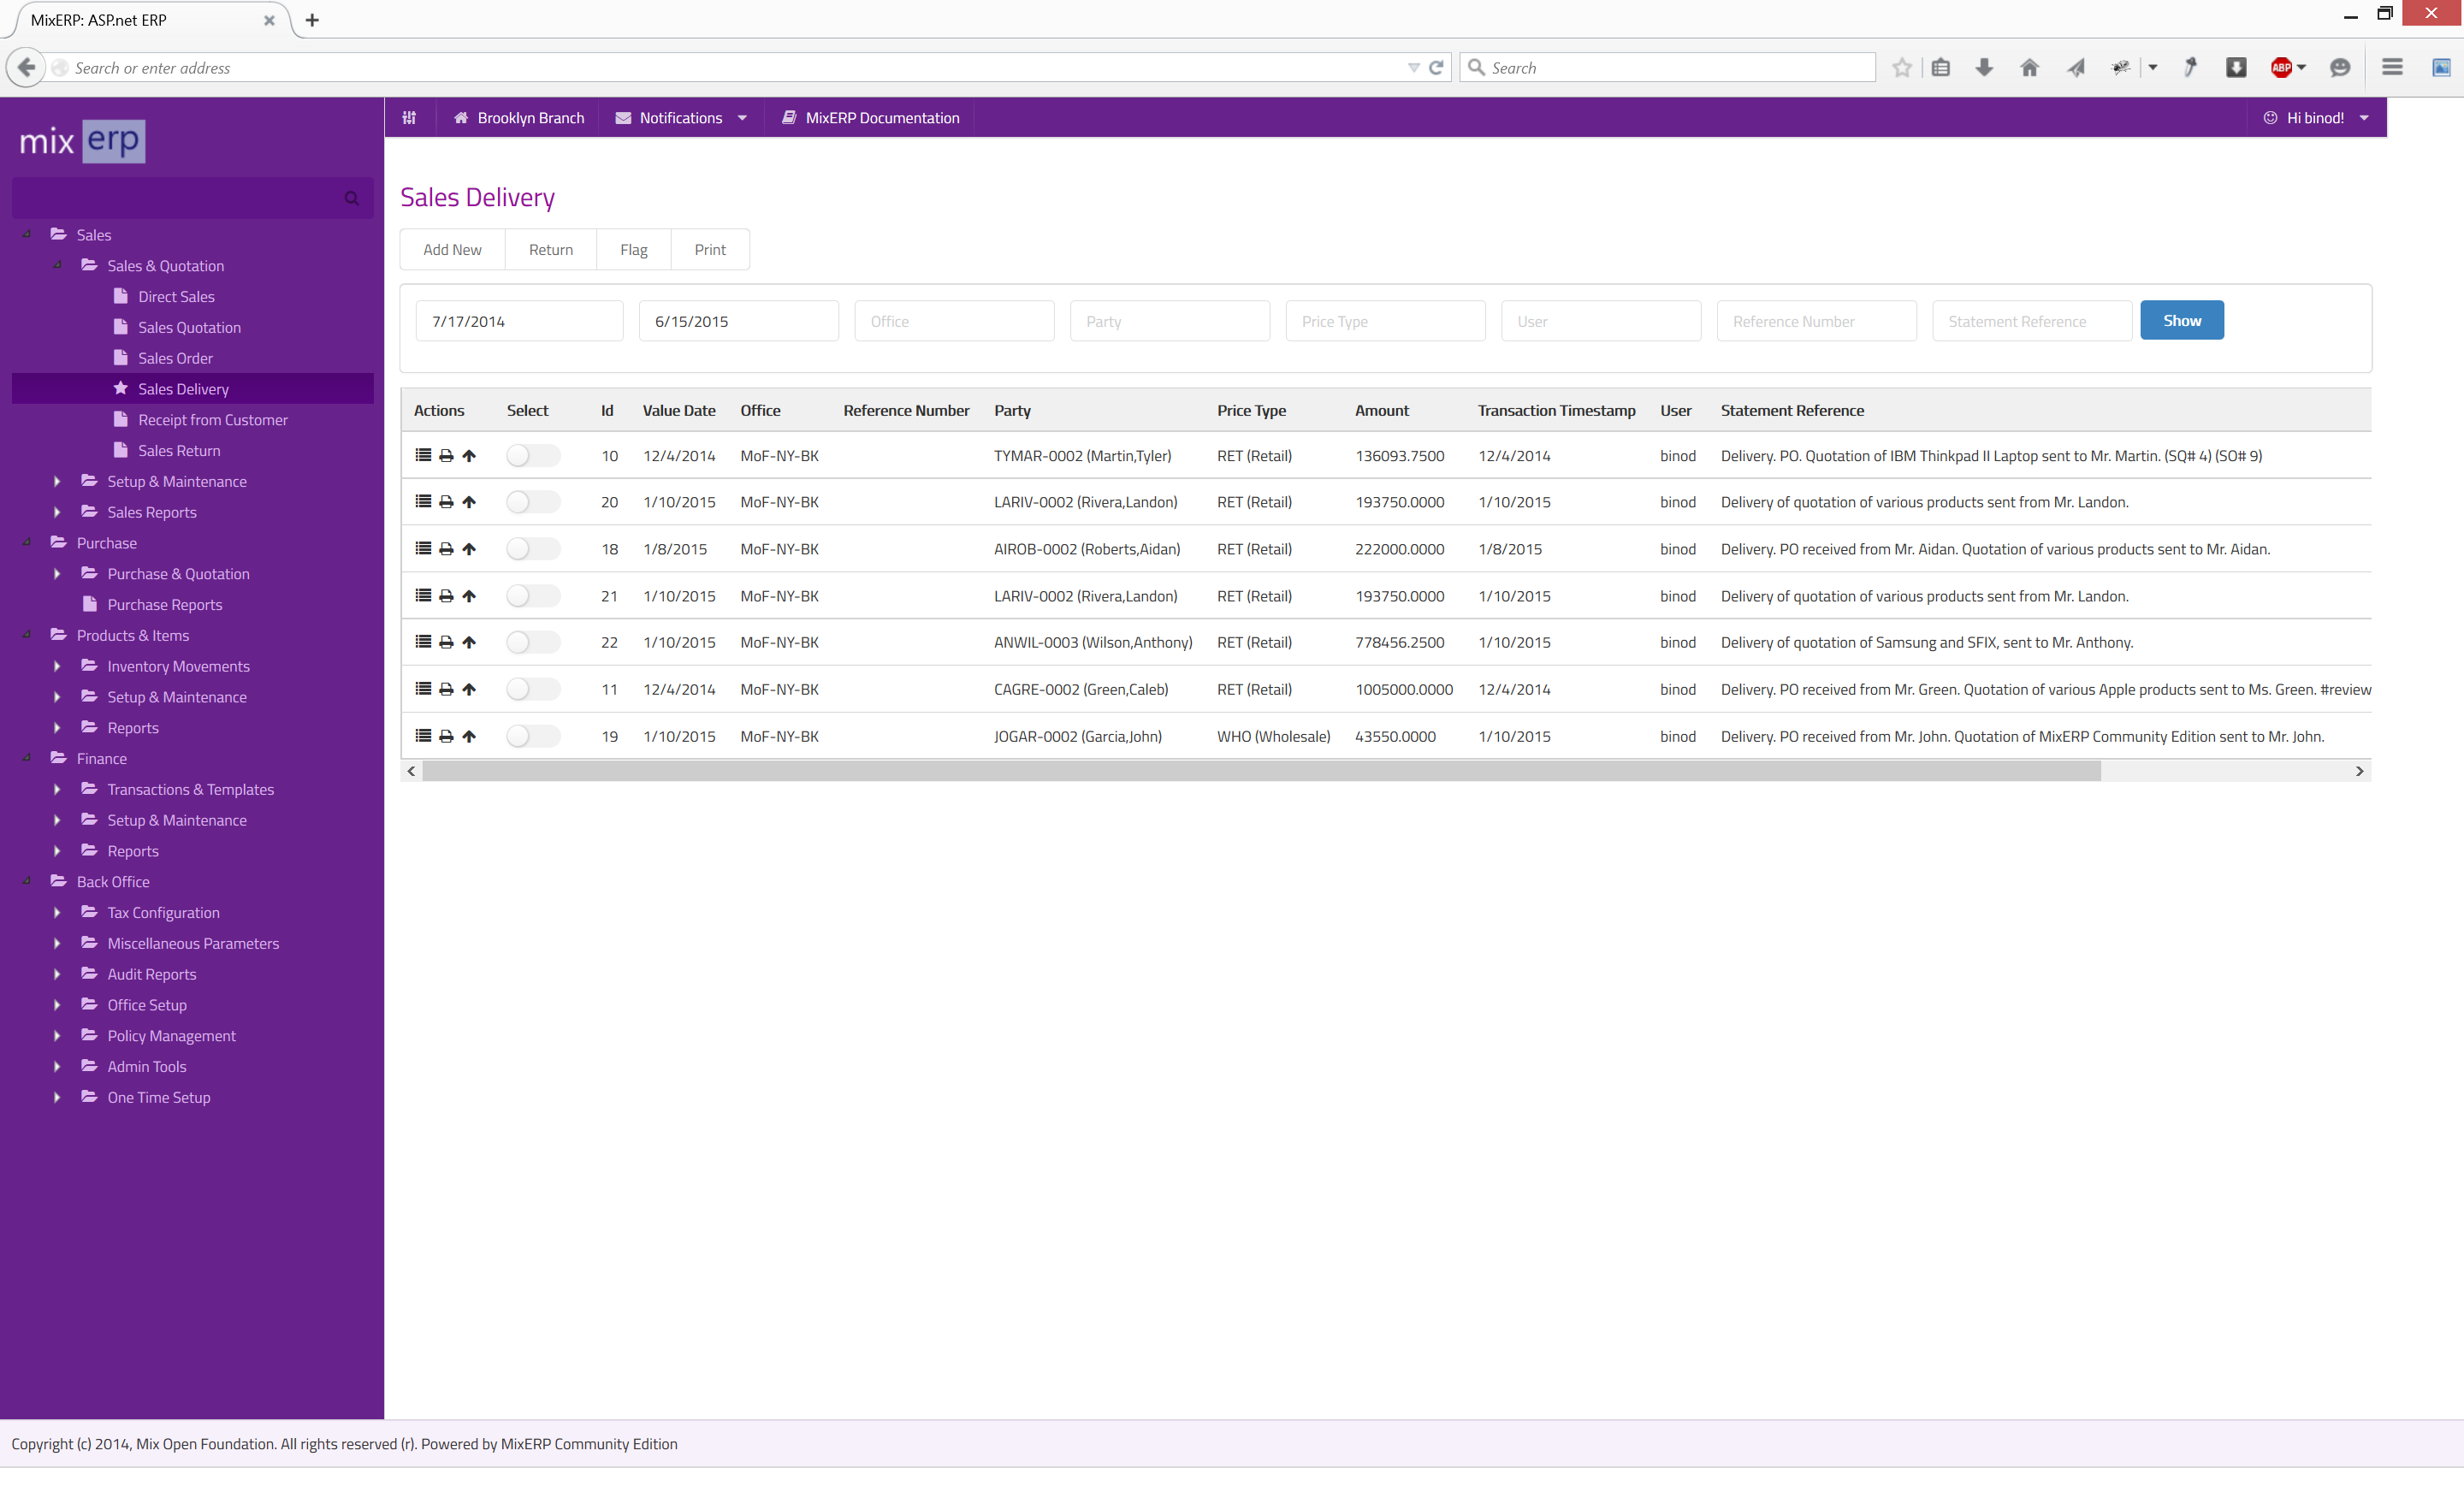 MixERP: ASP.net ERP
Search or enter address
Search
ABP
mix erp
Brooklyn Branch
Notifications
MixERP Documentation
Hi binod!
Sales
Sales & Quotation
Direct Sales
Sales Quotation
Sales Order
Sales Delivery
Receipt from Customer
Sales Return
Setup & Maintenance
Sales Reports
Purchase
Purchase & Quotation
Purchase Reports
Products & Items
Inventory Movements
Setup & Maintenance
Reports
Finance
Transactions & Templates
Setup & Maintenance
Reports
Back Office
Tax Configuration
Miscellaneous Parameters
Audit Reports
Office Setup
Policy Management
Admin Tools
One Time Setup
Sales Delivery
Add New Return Flag Print
7/17/2014 6/15/2015 Office Party Price Type User Reference Number Statement Reference Show
Actions Select Id Value Date Office Reference Number Party Price Type Amount Transaction Timestamp User Statement Reference
10 12/4/2014 MoF-NY-BK TYMAR-0002 (Martin,Tyler) RET (Retail) 136093.7500 12/4/2014 binod Delivery. PO. Quotation of IBM Thinkpad II Laptop sent to Mr. Martin. (SQ# 4) (SO# 9)
20 1/10/2015 MoF-NY-BK LARIV-0002 (Rivera,Landon) RET (Retail) 193750.0000 1/10/2015 binod Delivery of quotation of various products sent from Mr. Landon.
18 1/8/2015 MoF-NY-BK AIROB-0002 (Roberts,Aidan) RET (Retail) 222000.0000 1/8/2015 binod Delivery. PO received from Mr. Aidan. Quotation of various products sent to Mr. Aidan.
21 1/10/2015 MoF-NY-BK LARIV-0002 (Rivera,Landon) RET (Retail) 193750.0000 1/10/2015 binod Delivery of quotation of various products sent from Mr. Landon.
22 1/10/2015 MoF-NY-BK ANWIL-0003 (Wilson,Anthony) RET (Retail) 778456.2500 1/10/2015 binod Delivery of quotation of Samsung and SFIX, sent to Mr. Anthony.
11 12/4/2014 MoF-NY-BK CAGRE-0002 (Green,Caleb) RET (Retail) 1005000.0000 12/4/2014 binod Delivery. PO received from Mr. Green. Quotation of various Apple products sent to Ms. Green. #review
19 1/10/2015 MoF-NY-BK JOGAR-0002 (Garcia,John) WHO (Wholesale) 43550.0000 1/10/2015 binod Delivery. PO received from Mr. John. Quotation of MixERP Community Edition sent to Mr. John.
Copyright (c) 2014, Mix Open Foundation. All rights reserved (r). Powered by MixERP Community Edition